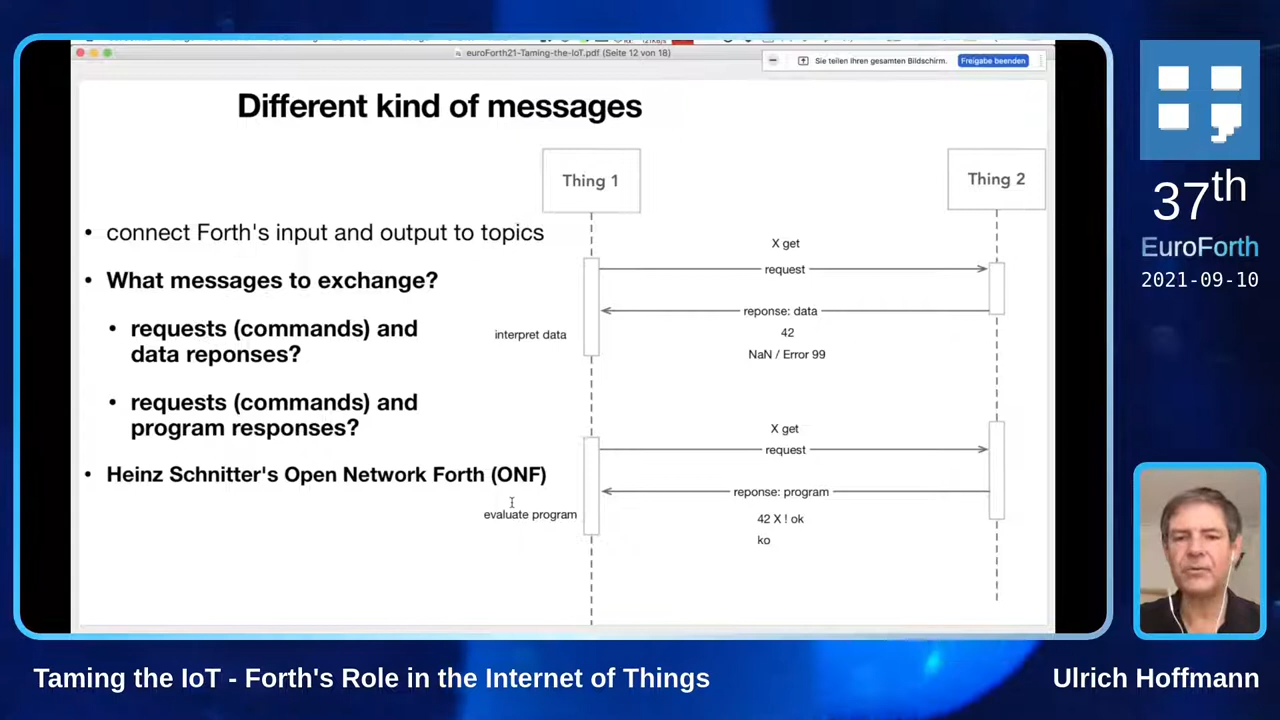 euroForth21-Taming-the-IoT.pdf (Seite 12 von 18)
Sie teilen Ihren gesamten Bildschirm.
Freigabe beenden
Different kind of messages
• connect Forth's input and output to topics
• What messages to exchange?
• requests (commands) and
data reponses?
• requests (commands) and
program responses?
• Heinz Schnitter's Open Network Forth (ONF)
Thing 1
Thing 2
X get
request
reponse: data
interpret data
42
NaN / Error 99
X get
request
reponse: program
evaluate program
42 X ! ok
ko
37th
EuroForth
2021-09-10
Taming the IoT - Forth's Role in the Internet of Things
Ulrich Hoffmann